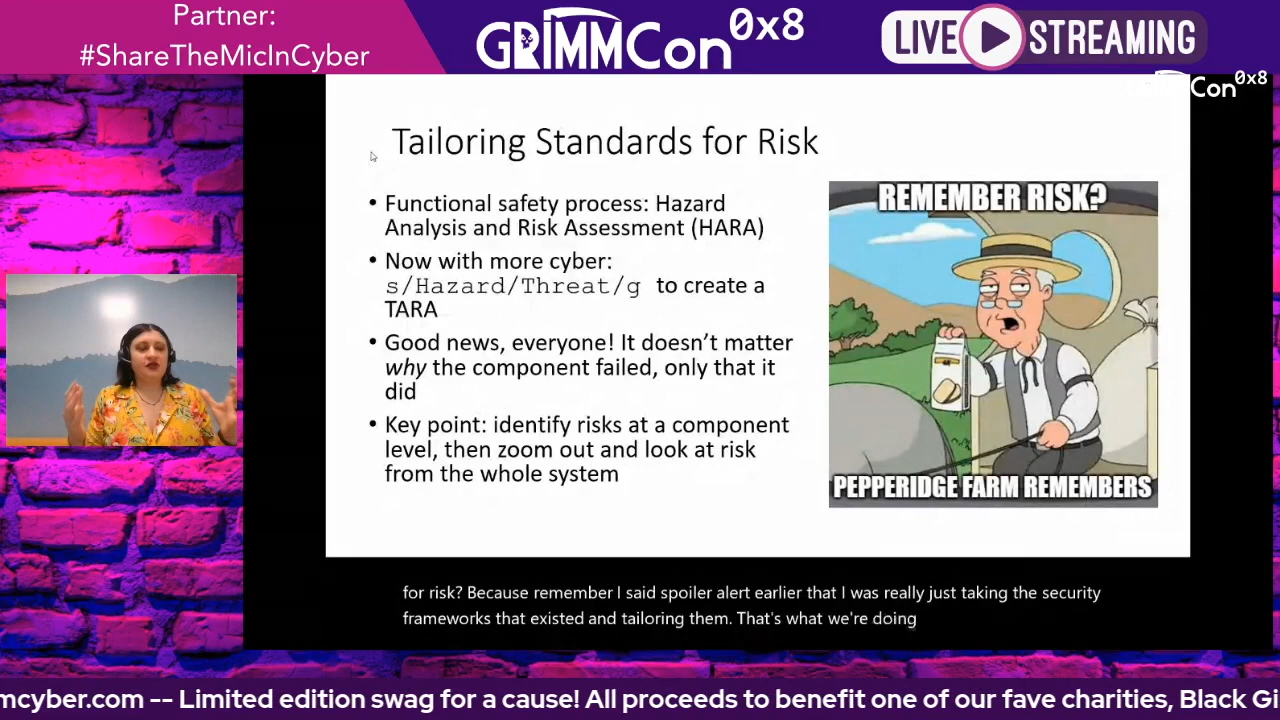 Partner:
#ShareTheMicInCyber
GRIMMCon 0x8
LIVE STREAMING
Con 0x8
Tailoring Standards for Risk
• Functional safety process: Hazard
Analysis and Risk Assessment (HARA)
• Now with more cyber:
s/Hazard/Threat/g to create a
TARA
• Good news, everyone! It doesn’t matter
why the component failed, only that it
did
• Key point: identify risks at a component
level, then zoom out and look at risk
from the whole system
REMEMBER RISK?
PEPPERIDGE FARM REMEMBERS
for risk? Because remember I said spoiler alert earlier that I was really just taking the security
frameworks that existed and tailoring them. That's what we're doing
mcyber.com -- Limited edition swag for a cause! All proceeds to benefit one of our fave charities, Black Gi